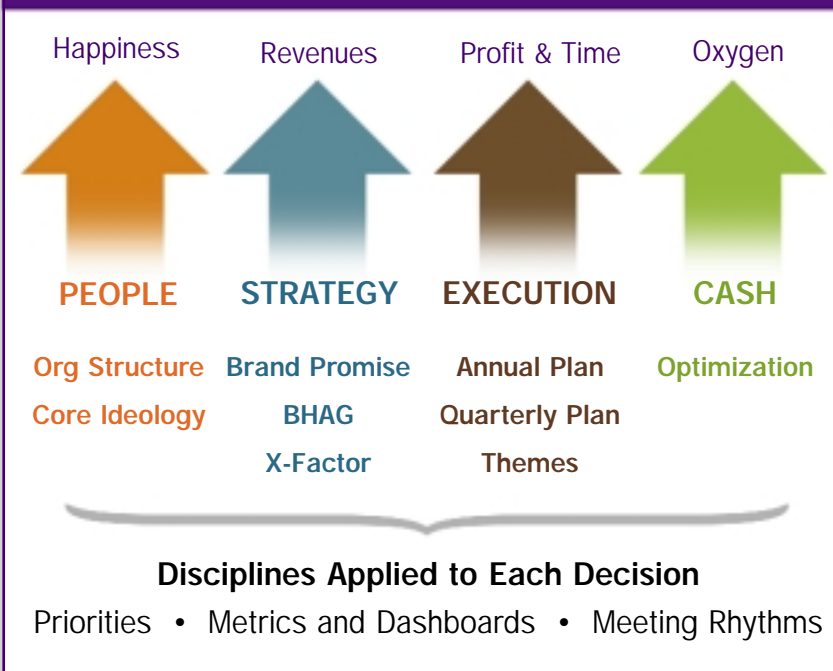 Happiness Revenues Profit & Time Oxygen
PEOPLE STRATEGY EXECUTION CASH
Org Structure Brand Promise Annual Plan Optimization
Core Ideology BHAG Quarterly Plan
X-Factor Themes
Disciplines Applied to Each Decision
Priorities • Metrics and Dashboards • Meeting Rhythms